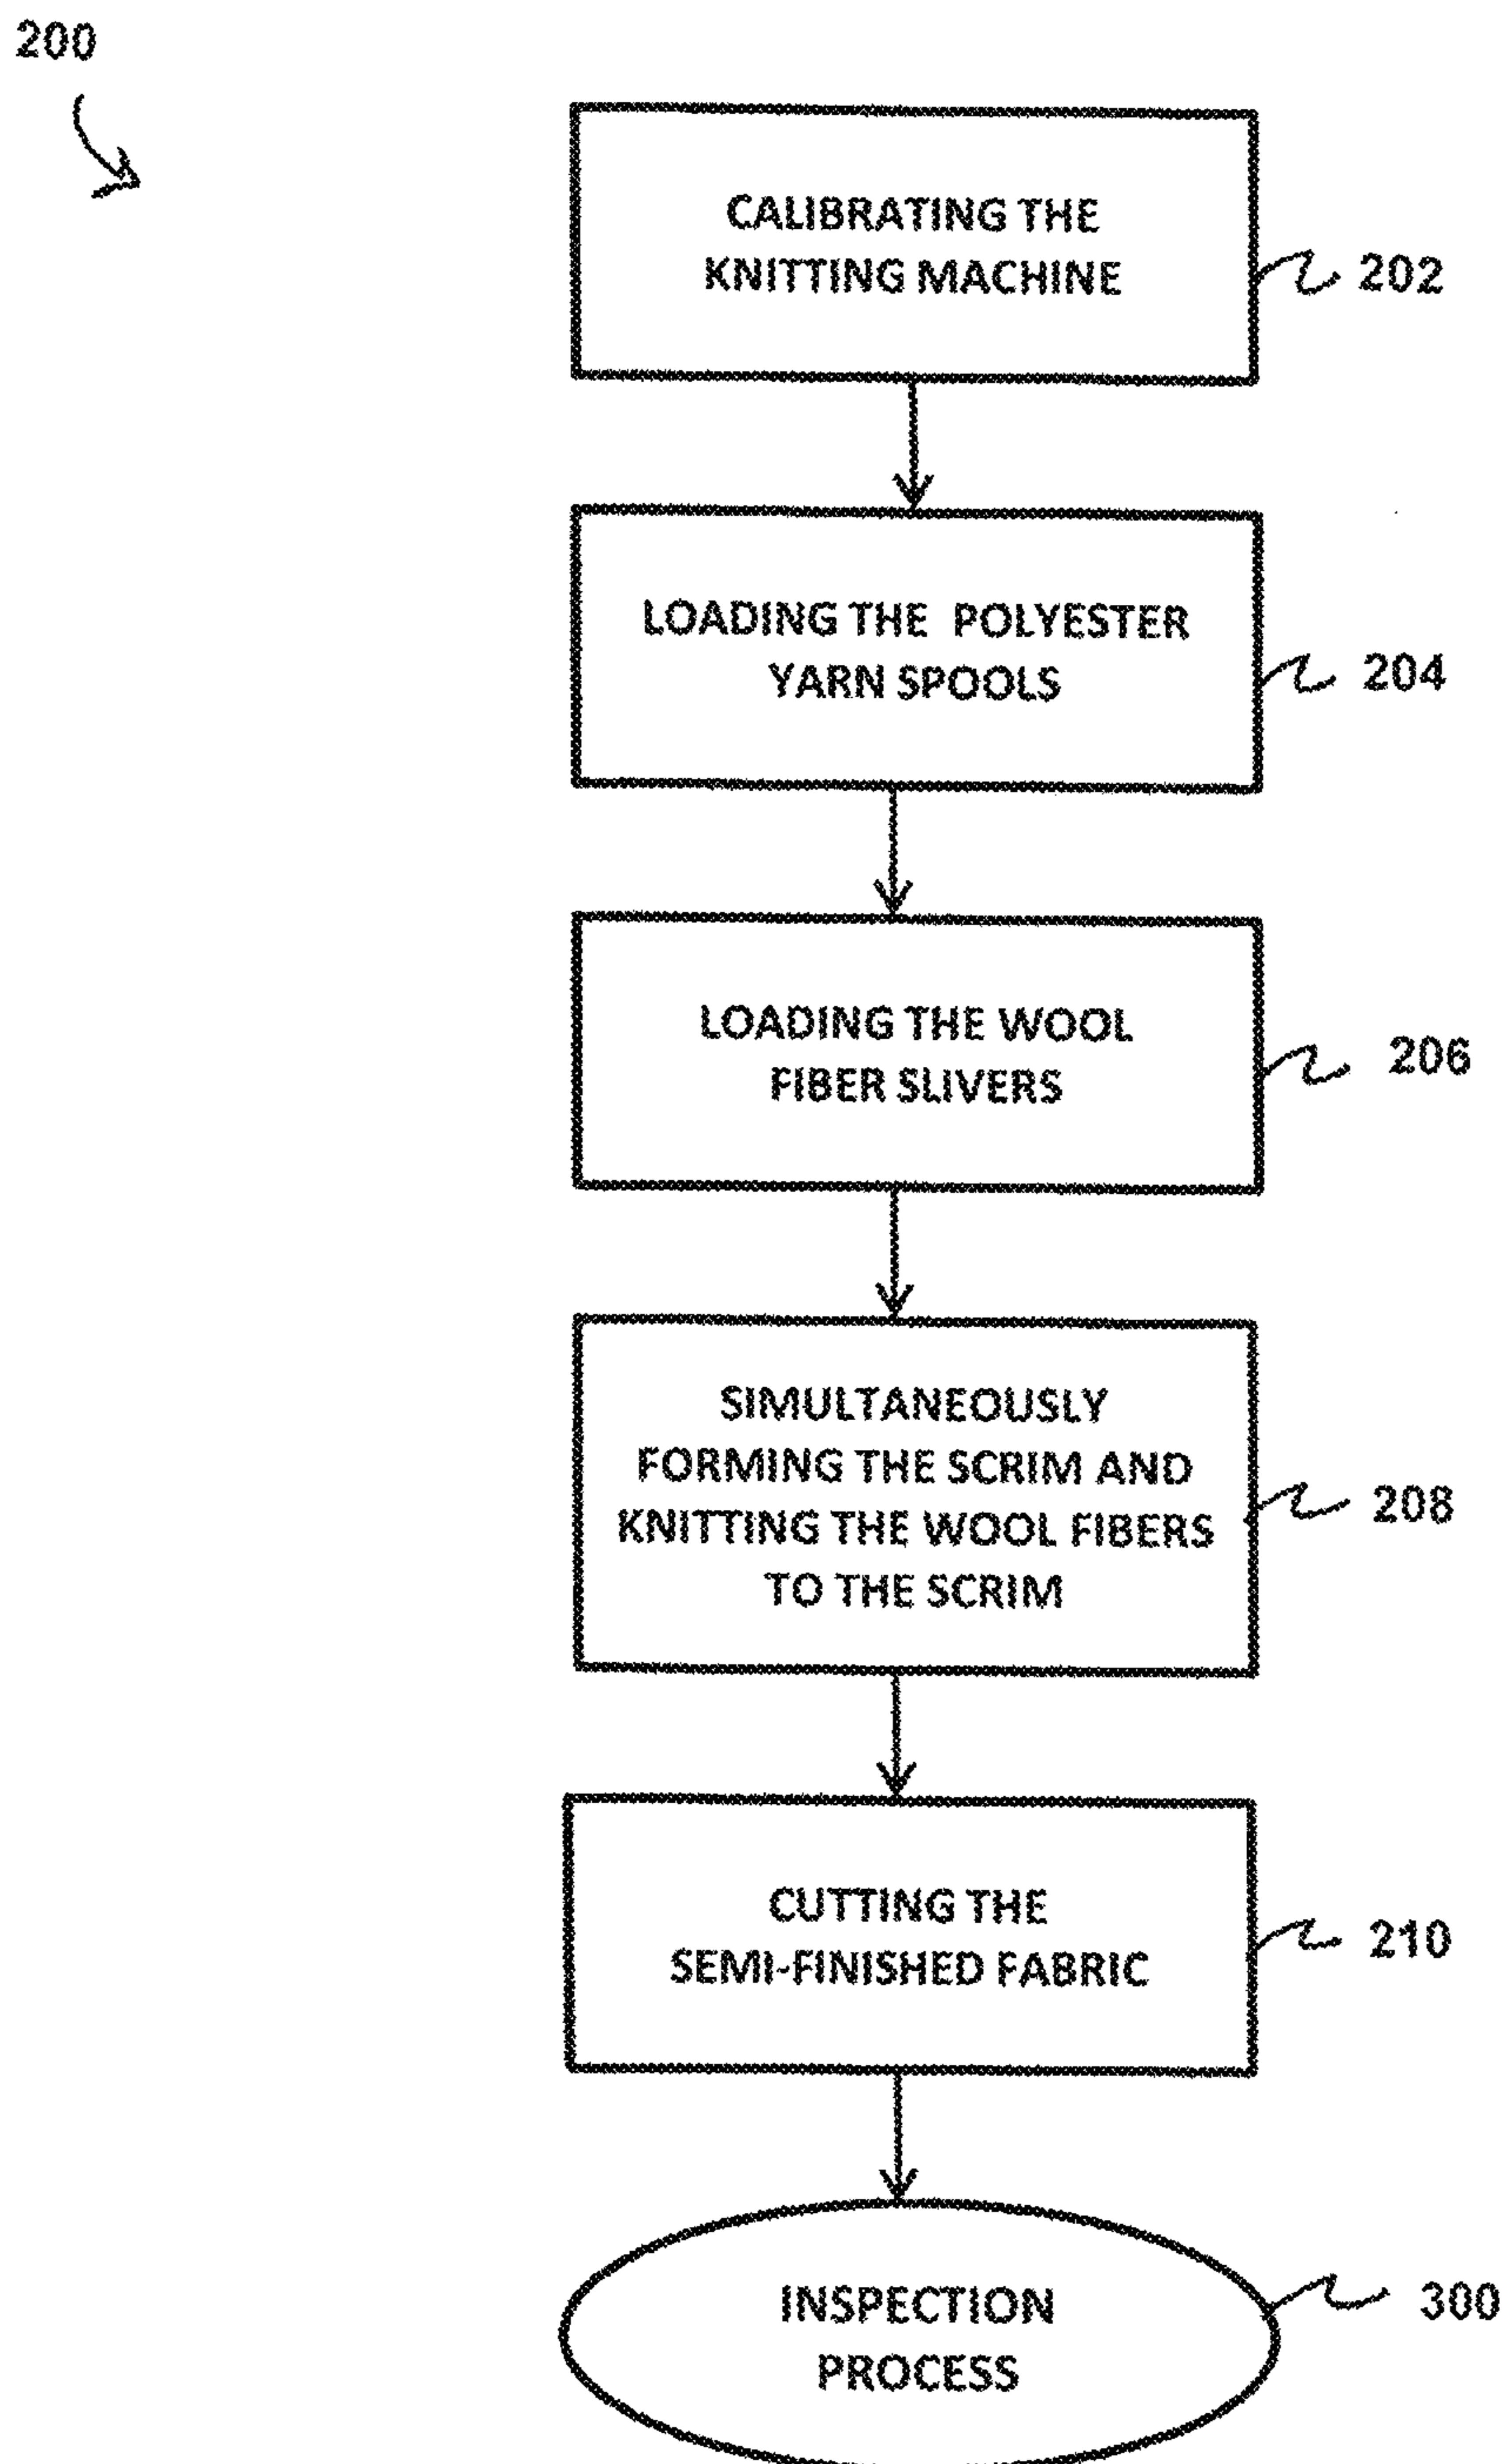 200
CALIBRATING THE
KNITTING MACHINE
202
LOADING THE POLYESTER
YARN SPOOLS
204
LOADING THE WOOL
FIBER SLIVERS
206
SIMULTANEOUSLY
FORMING THE SCRIM AND
KNITTING THE WOOL FIBERS
TO THE SCRIM
208
CUTTING THE
SEMI-FINISHED FABRIC
210
INSPECTION
PROCESS
300